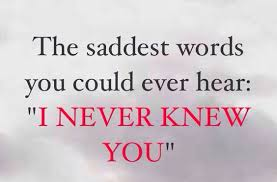 The saddest words
you could ever hear:
"I NEVER KNEW
YOU"